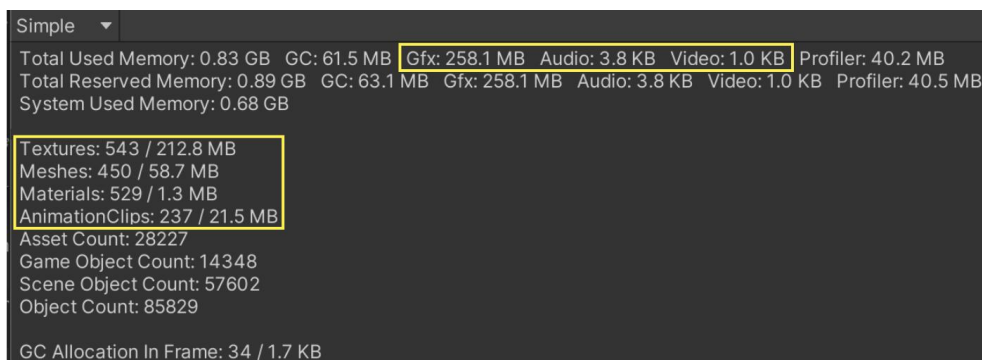 Simple
Total Used Memory: 0.83 GB GC: 61.5 MB Gfx: 258.1 MB Audio: 3.8 KB Video: 1.0 KB Profiler: 40.2 MB
Total Reserved Memory: 0.89 GB GC: 63.1 MB Gfx: 258.1 MB Audio: 3.8 KB Video: 1.0 KB Profiler: 40.5 MB
System Used Memory: 0.68 GB
Textures: 543 / 212.8 MB
Meshes: 450 / 58.7 MB
Materials: 529 / 1.3 MB
AnimationClips: 237 / 21.5 MB
Asset Count: 28227
Game Object Count: 14348
Scene Object Count: 57602
Object Count: 85829
GC Allocation In Frame: 34 / 1.7 KB